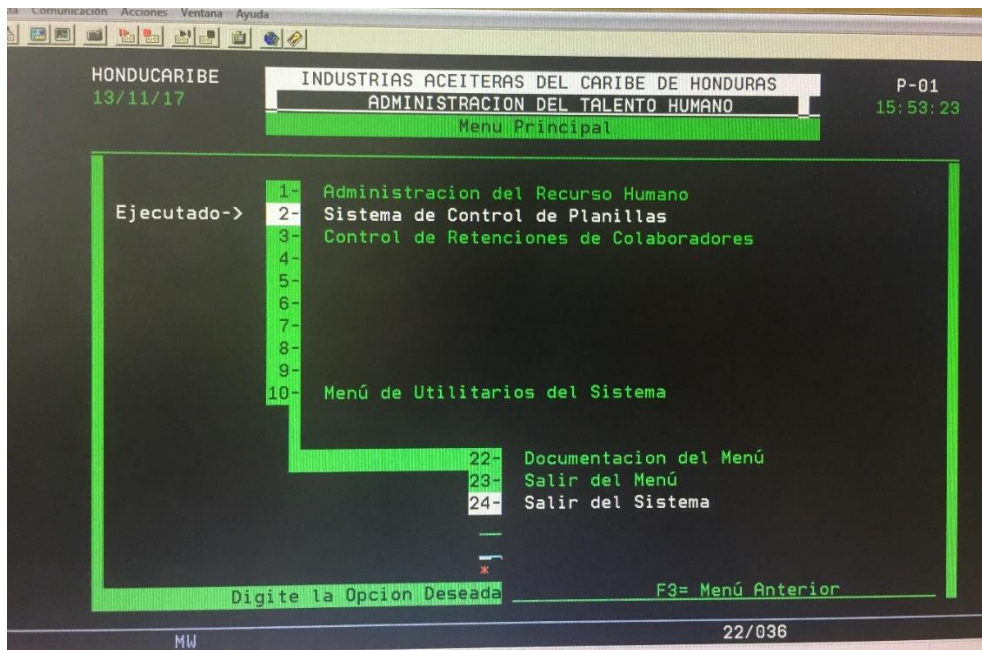 Comunicación Acciones Ventana Ayuda
HONDUCARIBE INDUSTRIAS ACEITERAS DEL CARIBE DE HONDURAS P-01
13/11/17 ADMINISTRACION DEL TALENTO HUMANO 15:53:23
Menu Principal
1- Administracion del Recurso Humano
Ejecutado-> 2- Sistema de Control de Planillas
3- Control de Retenciones de Colaboradores
4-
5-
6-
7-
8-
9-
10- Menú de Utilitarios del Sistema
22- Documentacion del Menú
23- Salir del Menú
24- Salir del Sistema
*
Digite la Opcion Deseada F3= Menú Anterior
MW 22/036